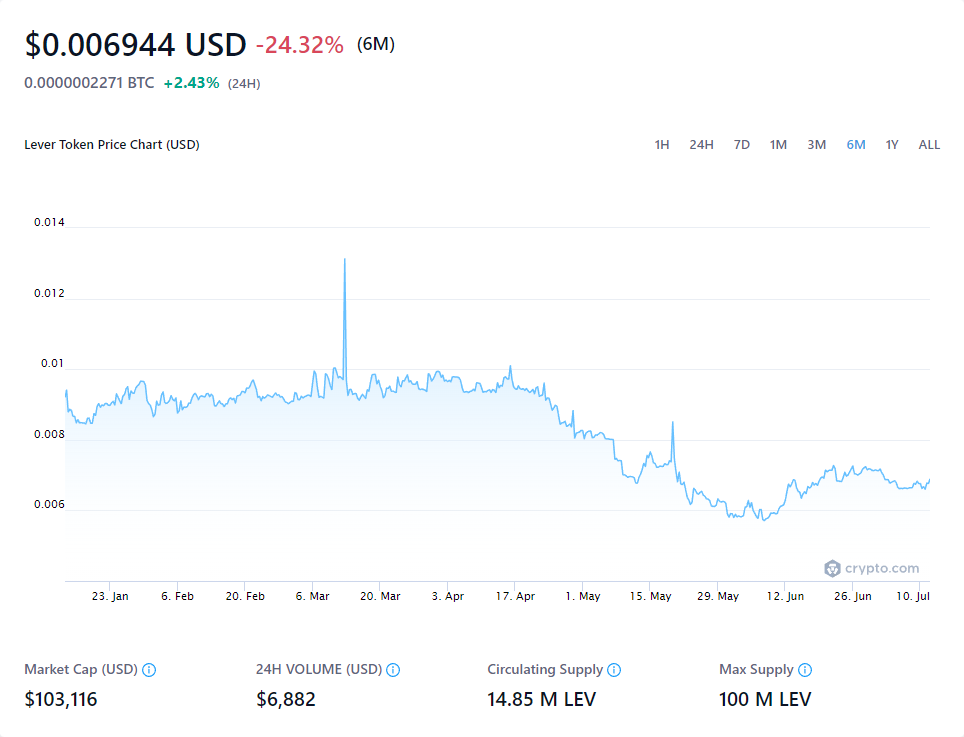 $0.006944 USD -24.32% (6M)
0.0000002271 BTC +2.43% (24H)
Lever Token Price Chart (USD) 1H 24H 7D 1M 3M 6M 1Y ALL
0.014
0.012
0.01
0.008
0.006
crypto.com
23. Jan 6. Feb 20. Feb 6. Mar 20. Mar 3. Apr 17. Apr 1. May 15. May 29. May 12. Jun 26. Jun 10. Jul
Market Cap (USD) 24H VOLUME (USD) Circulating Supply Max Supply
$103,116 $6,882 14.85 M LEV 100 M LEV